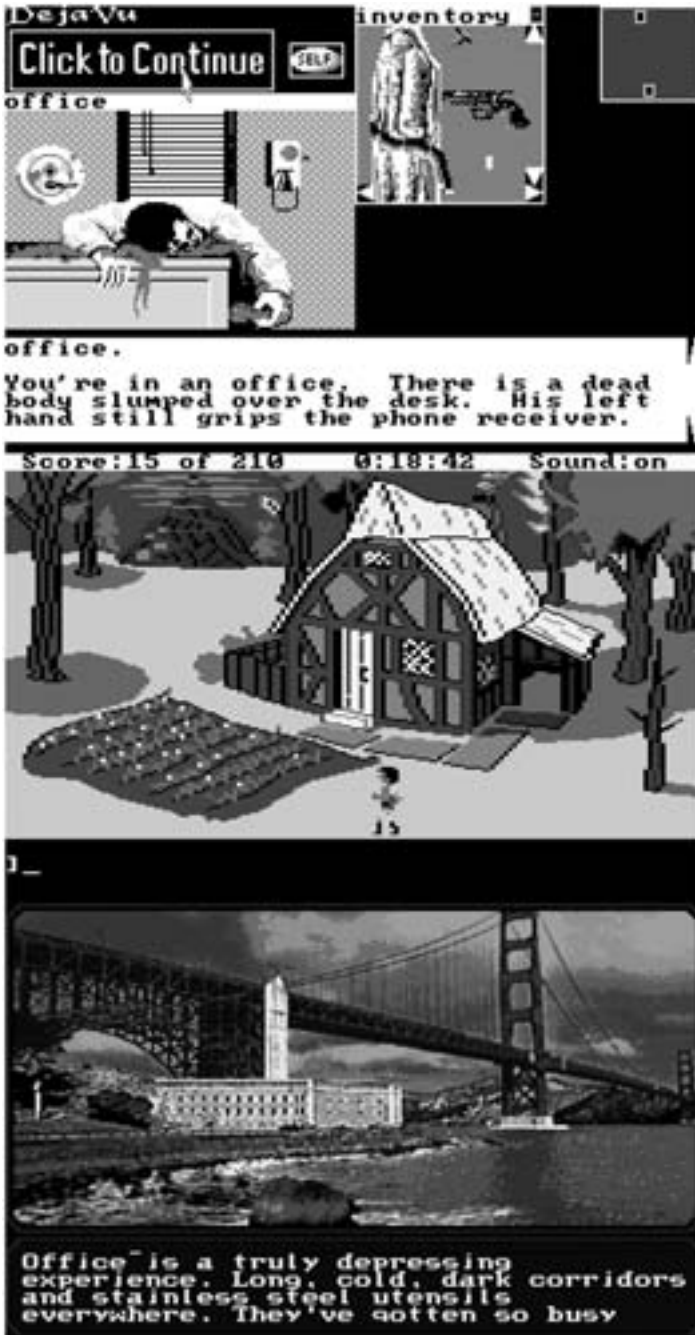 DejaVu
Click to Continue
SELF
inventory
office
office.
You're in an office. There is a dead
body slumped over the desk. His left
hand still grips the phone receiver.
Score:15 of 210 0:18:42 Sound:on
]_
Office is a truly depressing
experience. Long, cold, dark corridors
and stainless steel utensils
everywhere. They've gotten so busy